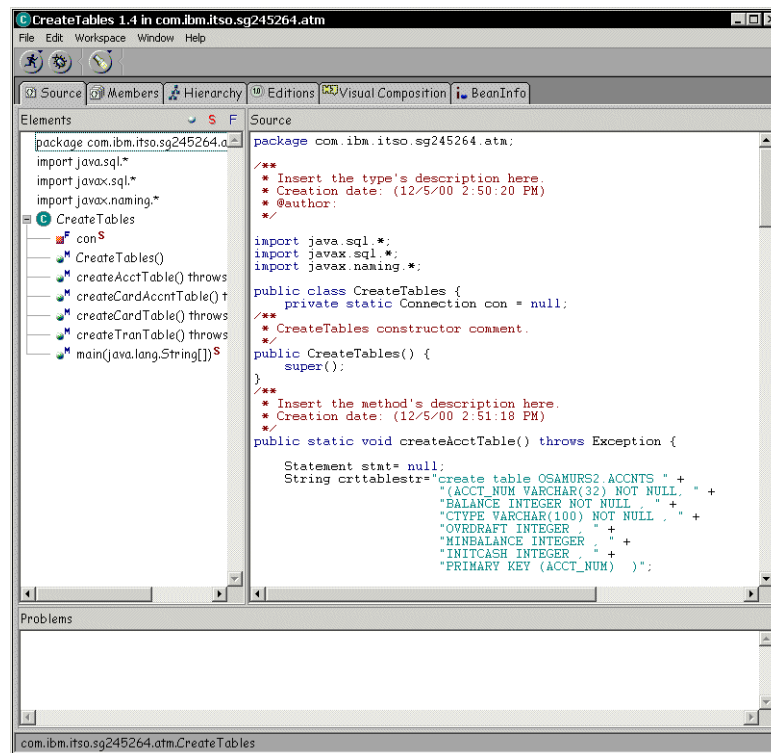 CreateTables 1.4 in com.ibm.itso.sg245264.atm
File Edit Workspace Window Help
Source Members Hierarchy Editions Visual Composition BeanInfo
Elements S F
package com.ibm.itso.sg245264.a
import java.sql.*
import javax.sql.*
import javax.naming.*
C CreateTables
F con S
M CreateTables()
M createAcctTable() throws
M createCardAccntTable() t
M createCardTable() throws
M createTranTable() throws
M main(java.lang.String[]) S
Source
package com.ibm.itso.sg245264.atm;
/**
* Insert the type's description here.
* Creation date: (12/5/00 2:50:20 PM)
* @author:
*/
import java.sql.*;
import javax.sql.*;
import javax.naming.*;
public class CreateTables {
private static Connection con = null;
/**
* CreateTables constructor comment.
*/
public CreateTables() {
super();
}
/**
* Insert the method's description here.
* Creation date: (12/5/00 2:51:18 PM)
*/
public static void createAcctTable() throws Exception {
Statement stmt= null;
String crttablestr="create table OSAMURS2.ACCNTS " +
"(ACCT_NUM VARCHAR(32) NOT NULL, " +
"BALANCE INTEGER NOT NULL , " +
"CTYPE VARCHAR(100) NOT NULL , " +
"OVRDRAFT INTEGER , " +
"MINBALANCE INTEGER , " +
"INITCASH INTEGER , " +
"PRIMARY KEY (ACCT_NUM) )";
Problems
com.ibm.itso.sg245264.atm.CreateTables